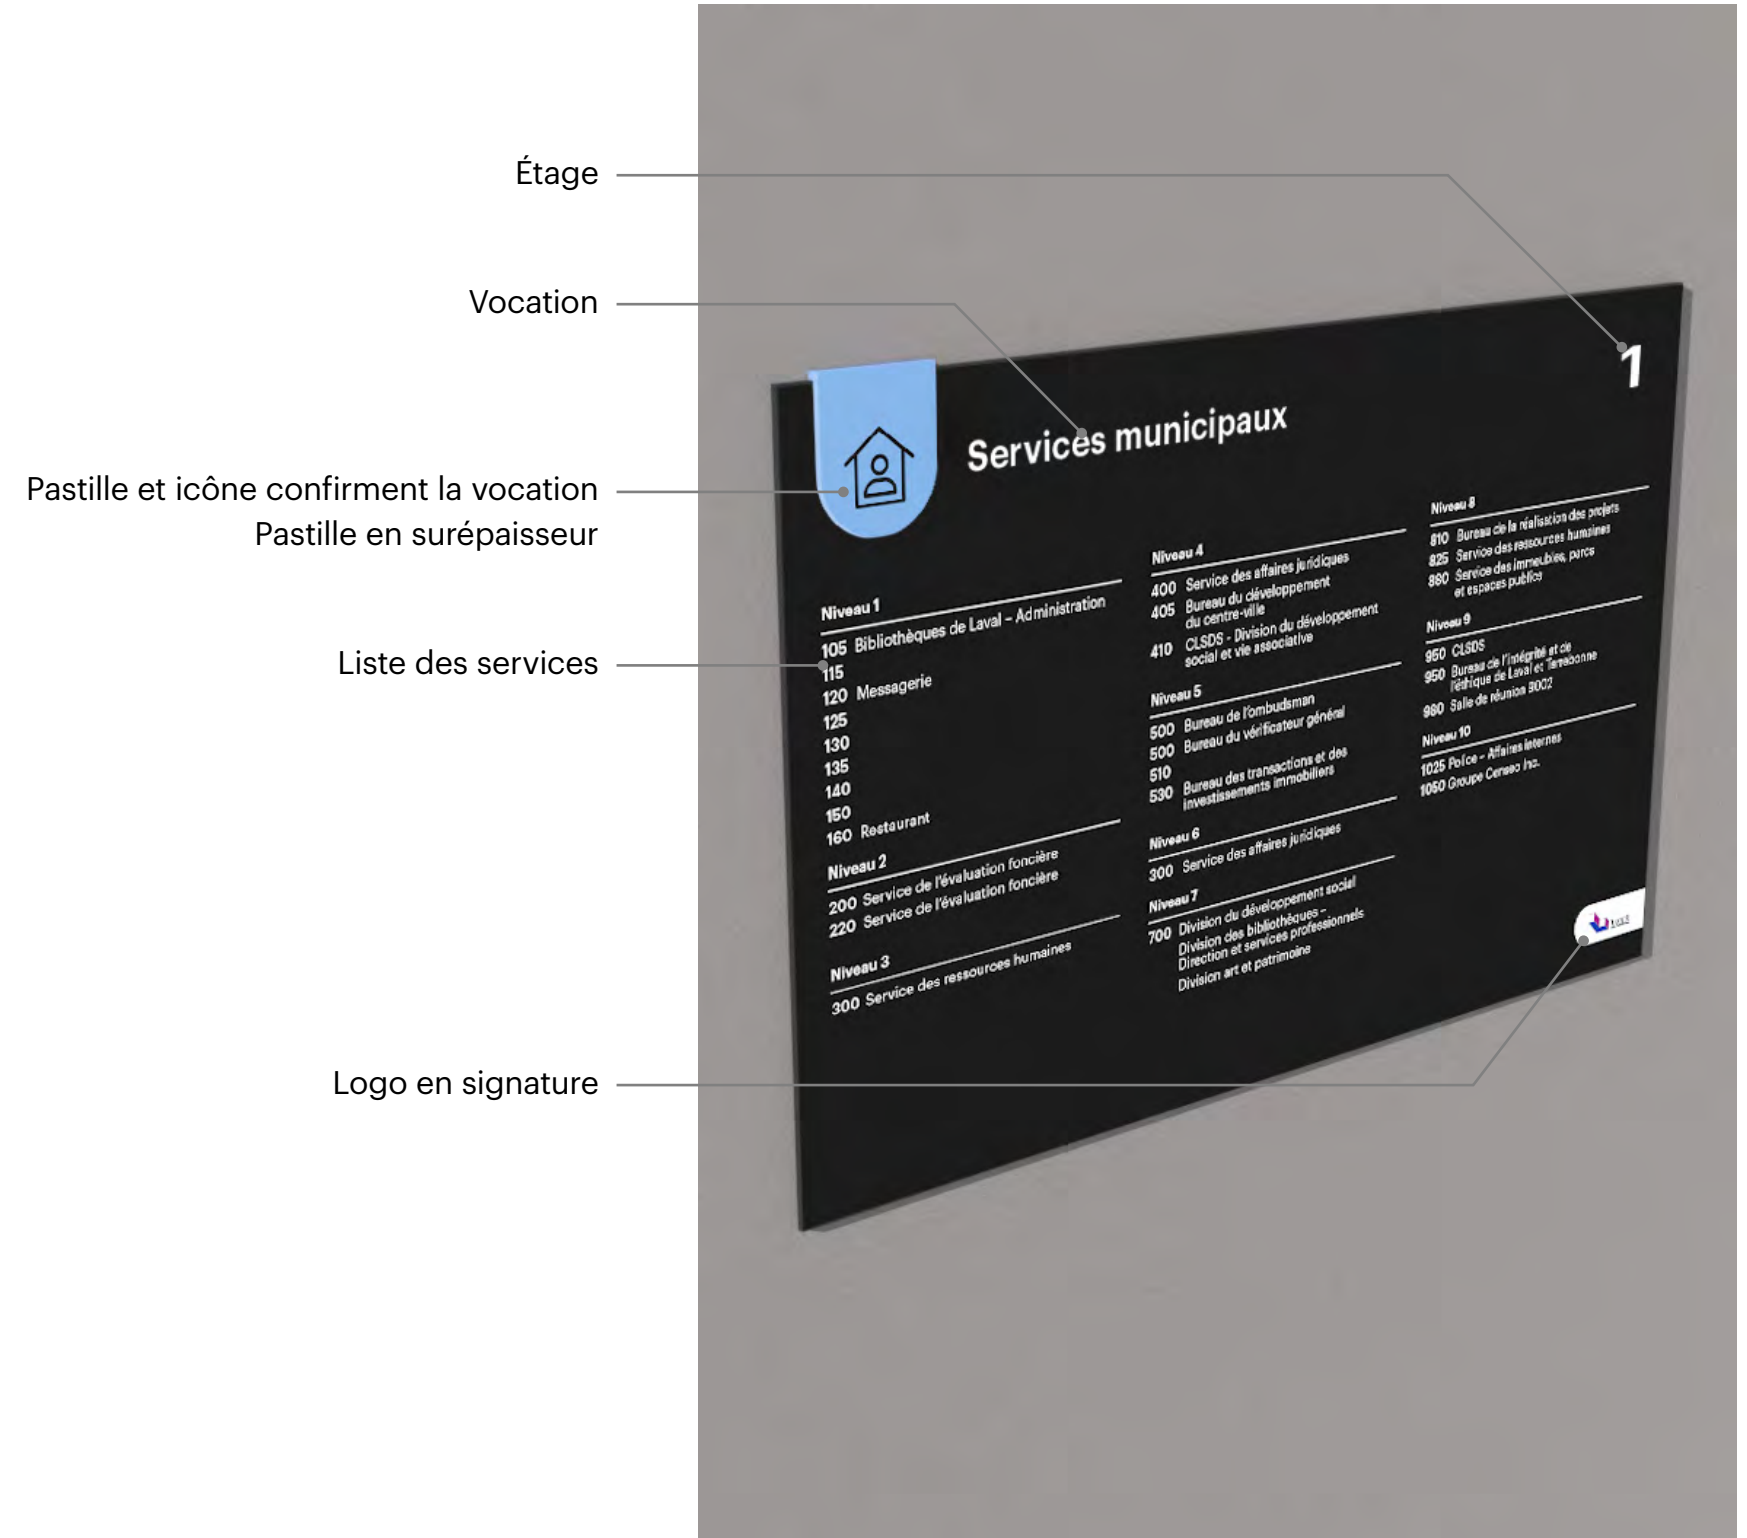 Étage
Vocation
Pastille et icône confirment la vocation
Pastille en surépaisseur
Liste des services
Logo en signature
1
Services municipaux
Niveau 1
105 Bibliothèques de Laval – Administration
115
120 Messagerie
125
130
135
140
150
160 Restaurant
Niveau 2
200 Service de l'évaluation foncière
220 Service de l'évaluation foncière
Niveau 3
300 Service des ressources humaines
Niveau 4
400 Service des affaires juridiques
405 Bureau du développement
du centre-ville
410 CLSDS - Division du développement
social et vie associative
Niveau 5
500 Bureau de l'ombudsman
500 Bureau du vérificateur général
510
530 Bureau des transactions et des
investissements immobiliers
Niveau 6
300 Service des affaires juridiques
Niveau 7
700 Division du développement social
Division des bibliothèques –
Direction et services professionnels
Division art et patrimoine
Niveau 8
810 Bureau de la réalisation des projets
825 Service des ressources humaines
880 Service des immeubles, parcs
et espaces publics
Niveau 9
950 CLSDS
950 Bureau de l'intégrité et de
l'éthique de Laval et Terrebonne
980 Salle de réunion 9002
Niveau 10
1025 Police – Affaires internes
1050 Groupe Censeo Inc.